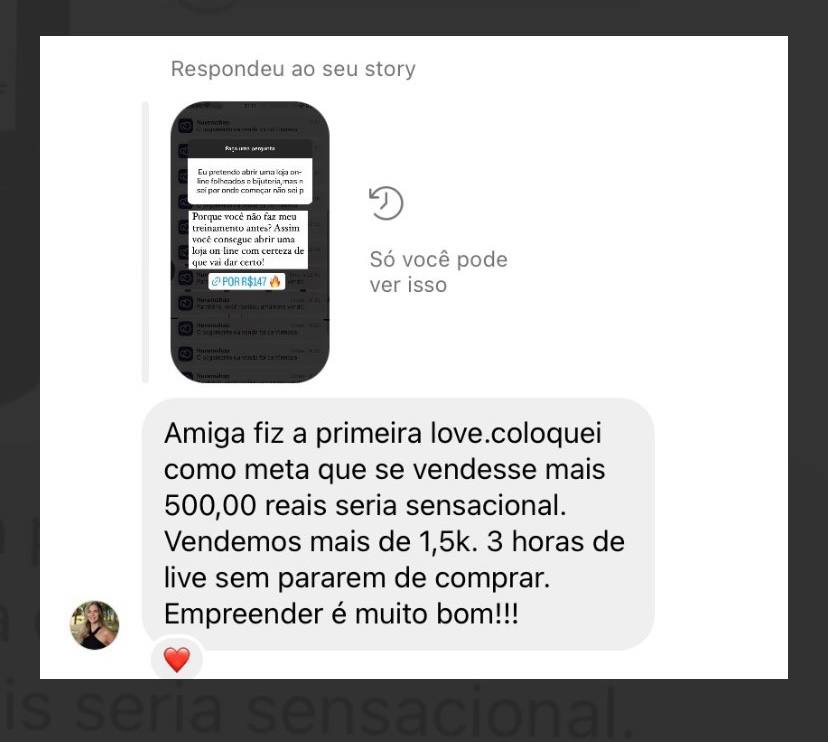 Respondeu ao seu story
Faça uma pergunta
Eu pretendo abrir uma loja on-
line folheados e bijuteria,mas n
sei por onde começar não sei p
Porque você não faz meu
treinamento antes? Assim
você consegue abrir uma
loja on line com certeza de
que vai dar certo!
POR R$147
Só você pode
ver isso
Amiga fiz a primeira love.coloquei
como meta que se vendesse mais
500,00 reais seria sensacional.
Vendemos mais de 1,5k. 3 horas de
live sem pararem de comprar.
Empreender é muito bom!!!
is seria sensacional.